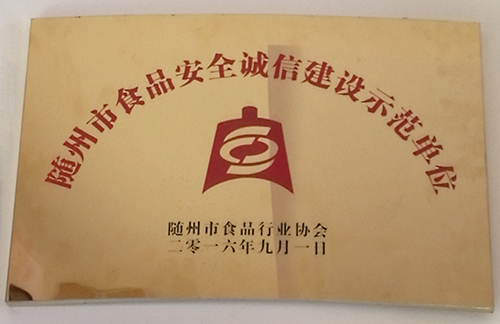 随州市食品安全诚信建设示范单位
随州市食品行业协会
二零一六年九月一日